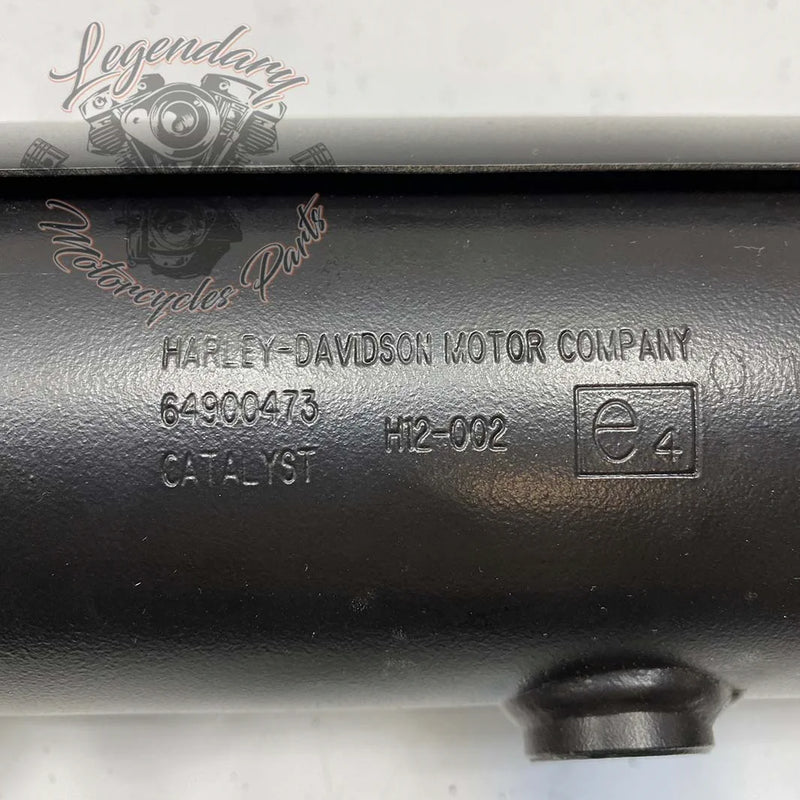 Legendary
Motorcycles Parts
HARLEY-DAVIDSON MOTOR COMPANY
64900473 H12-002 e4
CATALYST